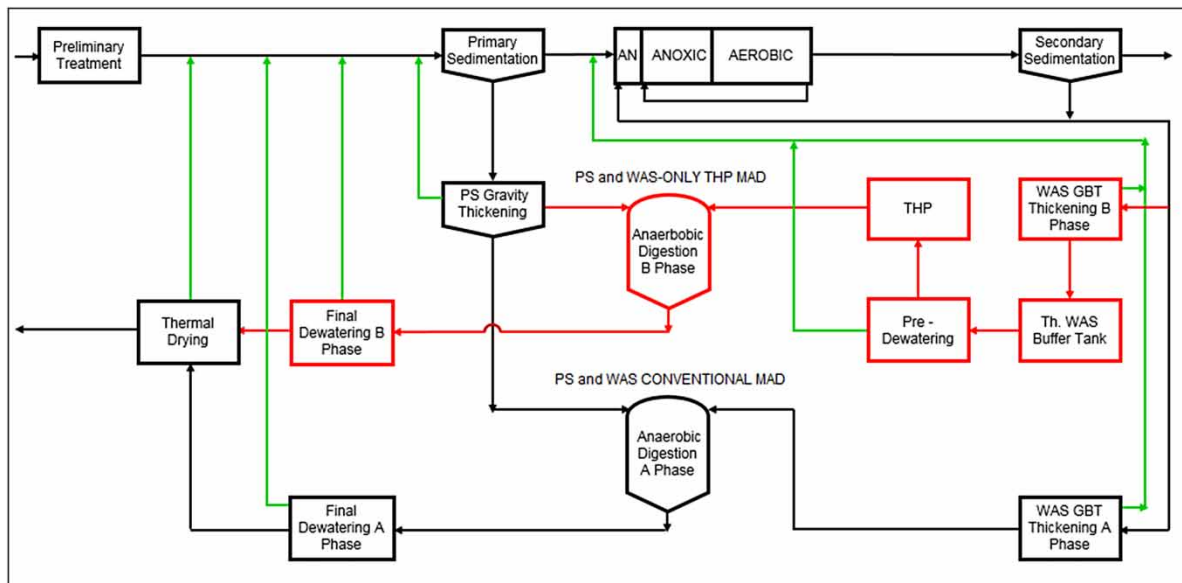 Preliminary
Treatment
Primary
Sedimentation
AN
ANOXIC
AEROBIC
Secondary
Sedimentation
PS and WAS-ONLY THP MAD
PS Gravity
Thickening
Anaerbobic
Digestion
B Phase
THP
WAS GBT
Thickening B
Phase
Thermal
Drying
Final
Dewatering B
Phase
Pre -
Dewatering
Th. WAS
Buffer Tank
PS and WAS CONVENTIONAL MAD
Anaerobic
Digestion
A Phase
Final
Dewatering A
Phase
WAS GBT
Thickening A
Phase